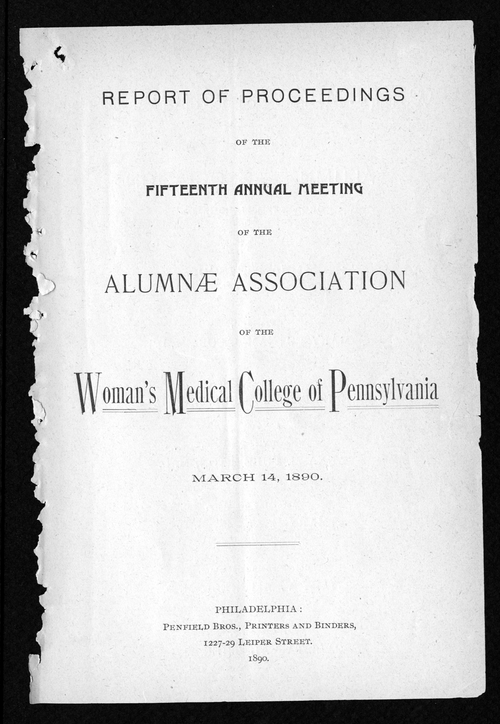 REPORT OF PROCEEDINGS
OF THE
FIFTEENTH ANNUAL MEETING
OF THE
ALUMNÆ ASSOCIATION
OF THE
Woman's Medical College of Pennsylvania
MARCH 14, 1890.
PHILADELPHIA:
PENFIELD BROS., PRINTERS AND BINDERS,
1227-29 LEIPER STREET.
1890.